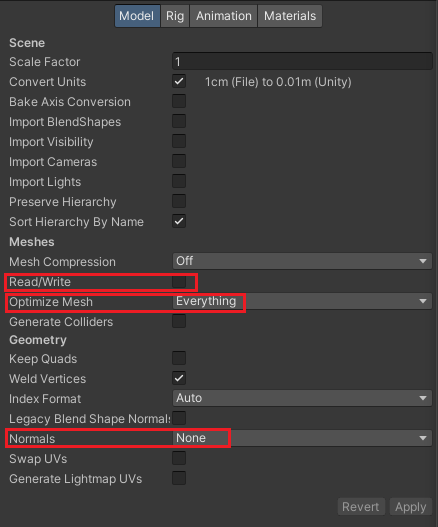 Model Rig Animation Materials
Scene
Scale Factor 1
Convert Units 1cm (File) to 0.01m (Unity)
Bake Axis Conversion
Import BlendShapes
Import Visibility
Import Cameras
Import Lights
Preserve Hierarchy
Sort Hierarchy By Name
Meshes
Mesh Compression Off
Read/Write
Optimize Mesh Everything
Generate Colliders
Geometry
Keep Quads
Weld Vertices
Index Format Auto
Legacy Blend Shape Normals
Normals None
Swap UVs
Generate Lightmap UVs
Revert Apply